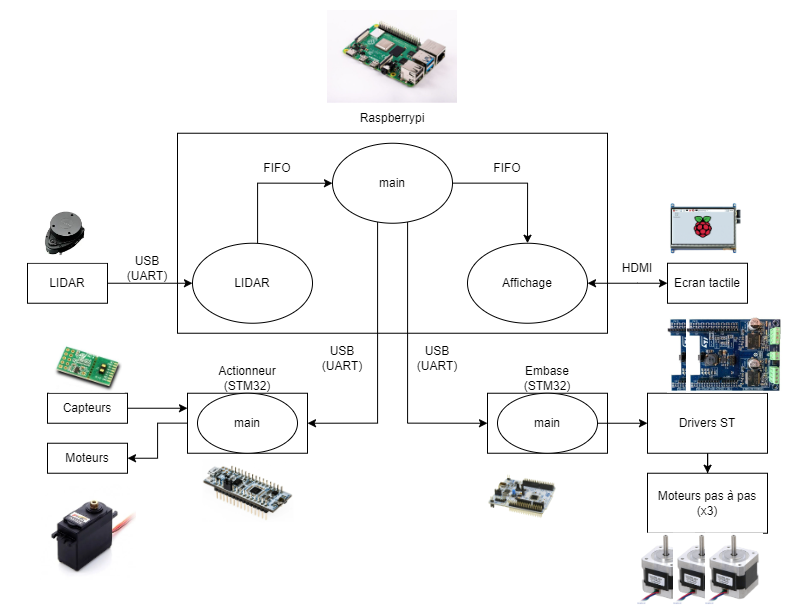 Raspberrypi
FIFO
main
FIFO
LIDAR
USB
(UART)
LIDAR
Affichage
HDMI
Ecran tactile
USB
(UART)
USB
(UART)
Actionneur
(STM32)
Embase
(STM32)
Capteurs
main
main
Drivers ST
Moteurs
Moteurs pas à pas
(x3)